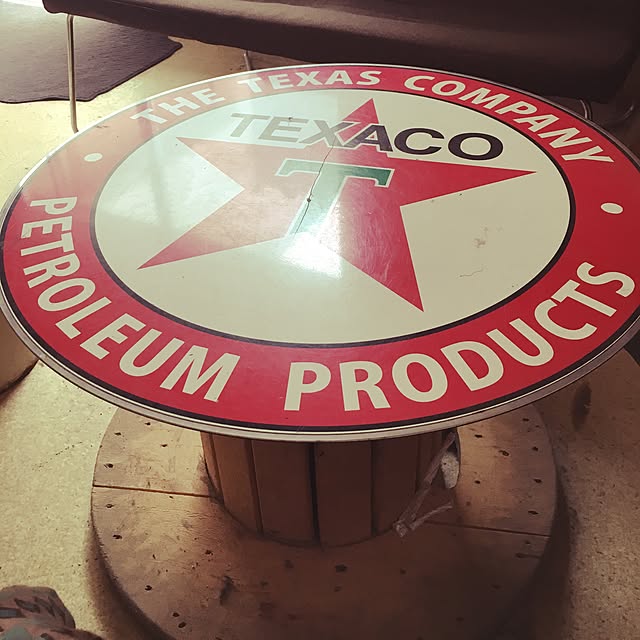 THE TEXAS COMPANY
TEXACO
T
PETROLEUM PRODUCTS